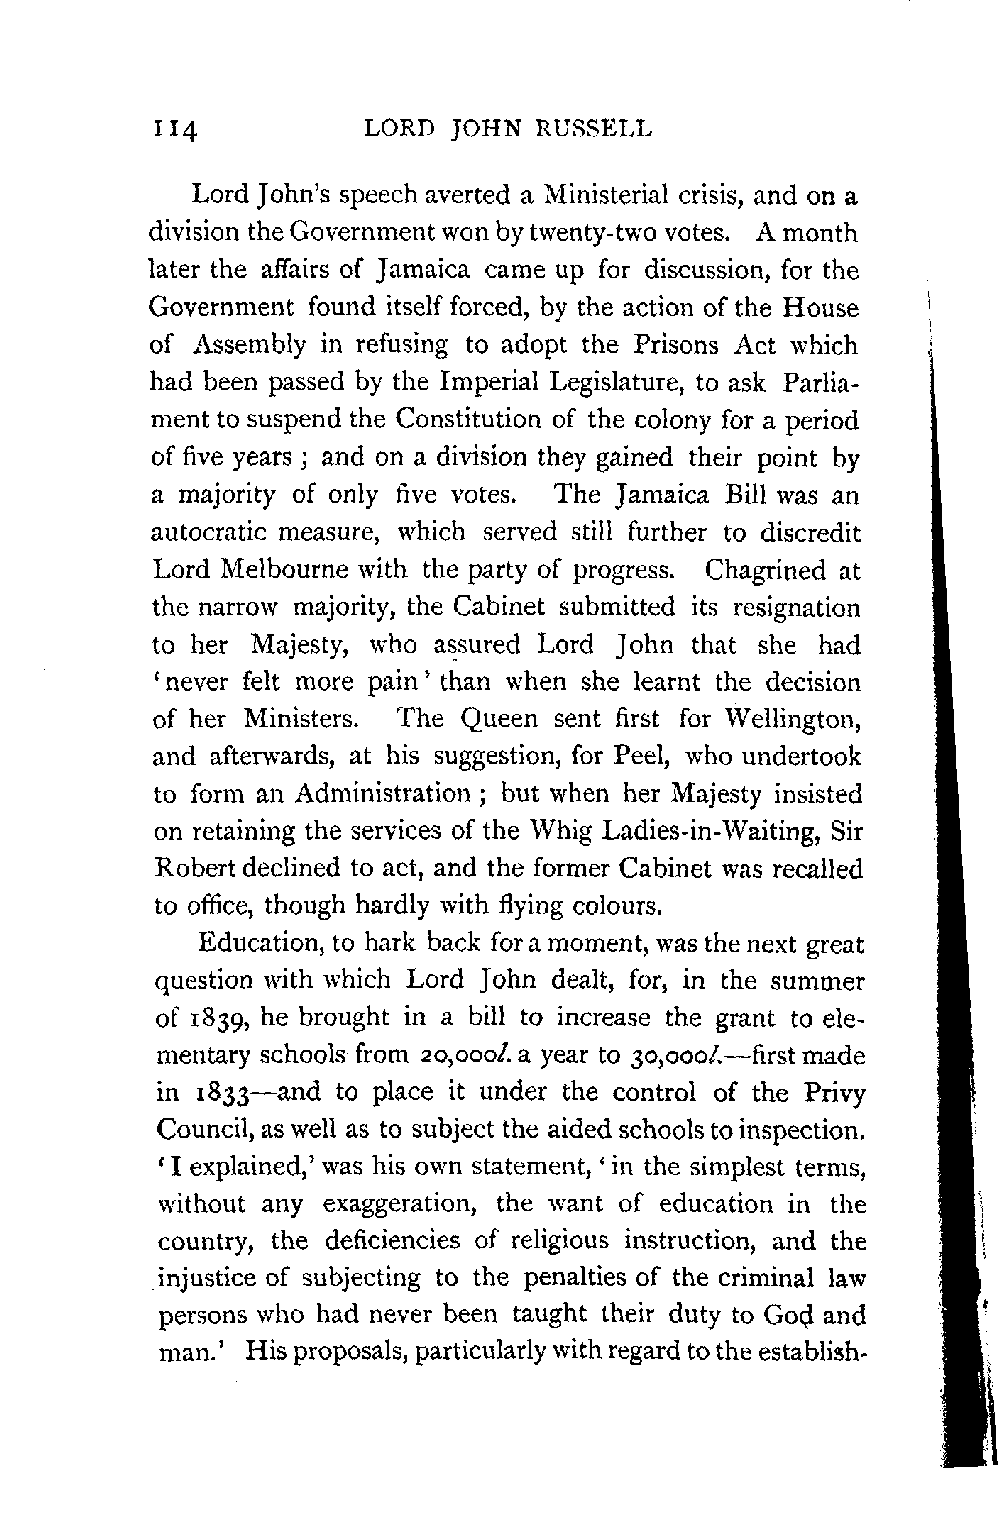 114 LORD JOHN RUSSELL
Lord John's speech averted a Ministerial crisis, and on a
division the Government won by twenty-two votes. A month
later the affairs of Jamaica came up for discussion, for the
Government found itself forced, by the action of the House
of Assembly in refusing to adopt the Prisons Act which
had been passed by the Imperial Legislature, to ask Parlia-
ment to suspend the Constitution of the colony for a period
of five years ; and on a division they gained their point by
a majority of only five votes. The Jamaica Bill was an
autocratic measure, which served still further to discredit
Lord Melbourne with the party of progress. Chagrined at
the narrow majority, the Cabinet submitted its resignation
to her Majesty, who assured Lord John that she had
‘never felt more pain’ than when she learnt the decision
of her Ministers. The Queen sent first for Wellington,
and afterwards, at his suggestion, for Peel, who undertook
to form an Administration ; but when her Majesty insisted
on retaining the services of the Whig Ladies-in-Waiting, Sir
Robert declined to act, and the former Cabinet was recalled
to office, though hardly with flying colours.
Education, to hark back for a moment, was the next great
question with which Lord John dealt, for, in the summer
of 1839, he brought in a bill to increase the grant to ele-
mentary schools from 20,000l. a year to 30,000l.—first made
in 1833—and to place it under the control of the Privy
Council, as well as to subject the aided schools to inspection.
‘I explained,’ was his own statement, ‘in the simplest terms,
without any exaggeration, the want of education in the
country, the deficiencies of religious instruction, and the
injustice of subjecting to the penalties of the criminal law
persons who had never been taught their duty to God and
man.’ His proposals, particularly with regard to the establish-